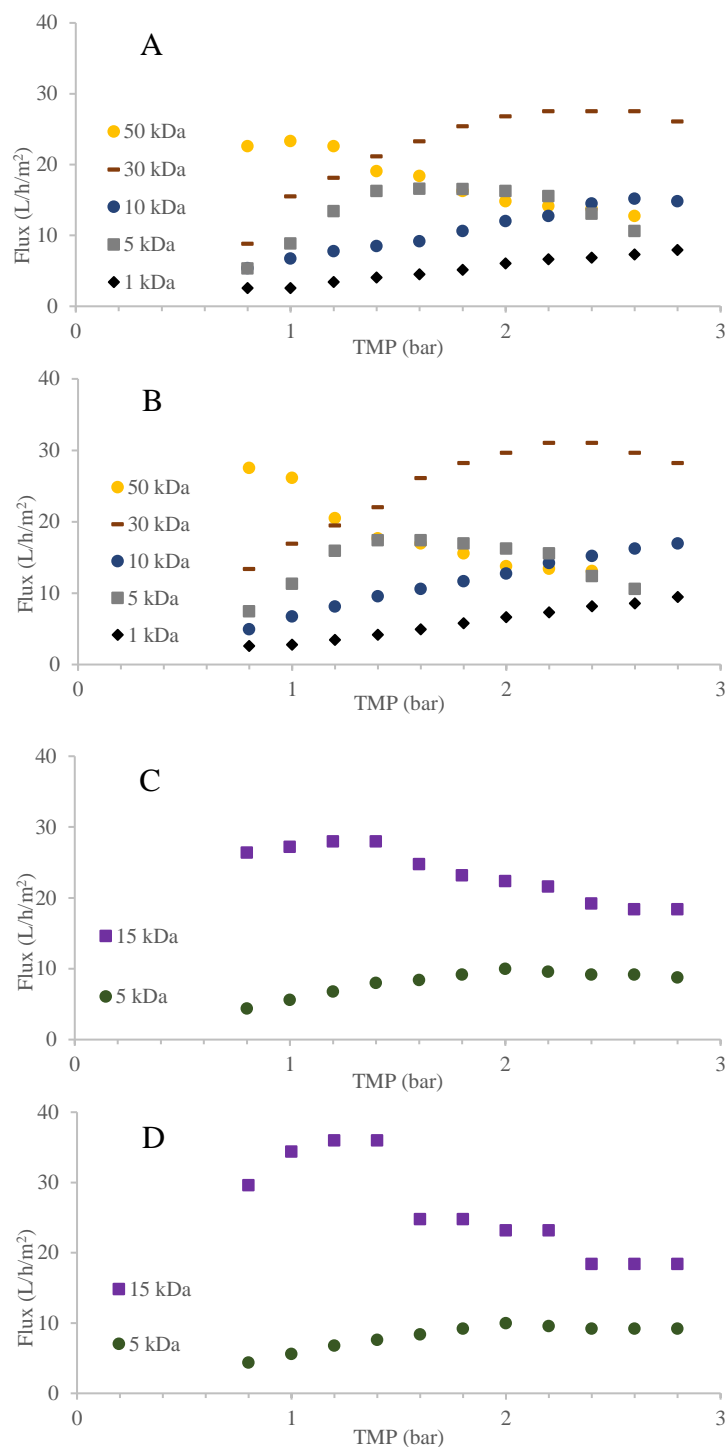 A
40
30
20
10
0
Flux (L/h/m²)
50 kDa
30 kDa
10 kDa
5 kDa
1 kDa
0 1 2 3
TMP (bar)
B
40
30
20
10
0
Flux (L/h/m²)
50 kDa
30 kDa
10 kDa
5 kDa
1 kDa
0 1 2 3
TMP (bar)
C
40
30
20
10
0
Flux (L/h/m²)
15 kDa
5 kDa
0 1 2 3
TMP (bar)
D
40
30
20
10
0
Flux (L/h/m²)
15 kDa
5 kDa
0 1 2 3
TMP (bar)